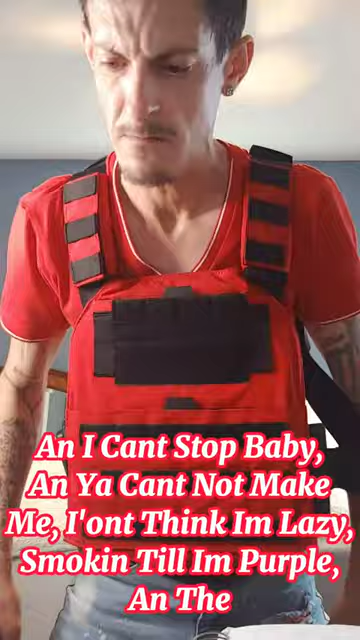 An I Cant Stop Baby,
An Ya Cant Not Make
Me, I'ont Think Im Lazy,
Smokin Till Im Purple,
An The